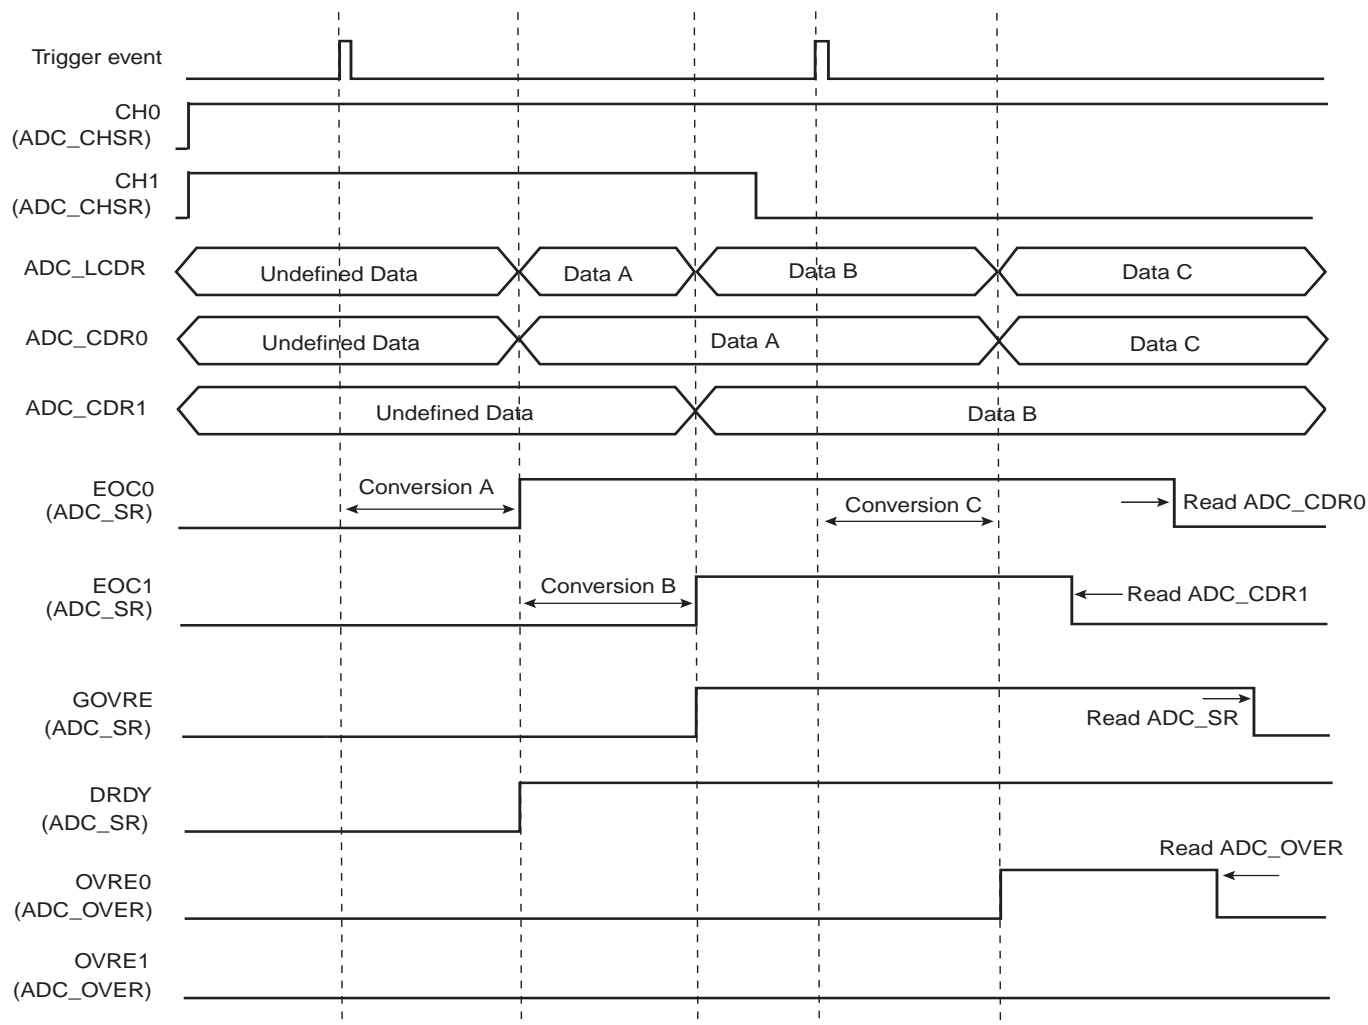 Trigger event
CH0
(ADC_CHSR)
CH1
(ADC_CHSR)
ADC_LCDR
Undefined Data
Data A
Data B
Data C
ADC_CDR0
Undefined Data
Data A
Data C
ADC_CDR1
Undefined Data
Data B
EOC0
(ADC_SR)
Conversion A
Conversion C
Read ADC_CDR0
EOC1
(ADC_SR)
Conversion B
Read ADC_CDR1
GOVRE
(ADC_SR)
Read ADC_SR
DRDY
(ADC_SR)
Read ADC_OVER
OVRE0
(ADC_OVER)
OVRE1
(ADC_OVER)